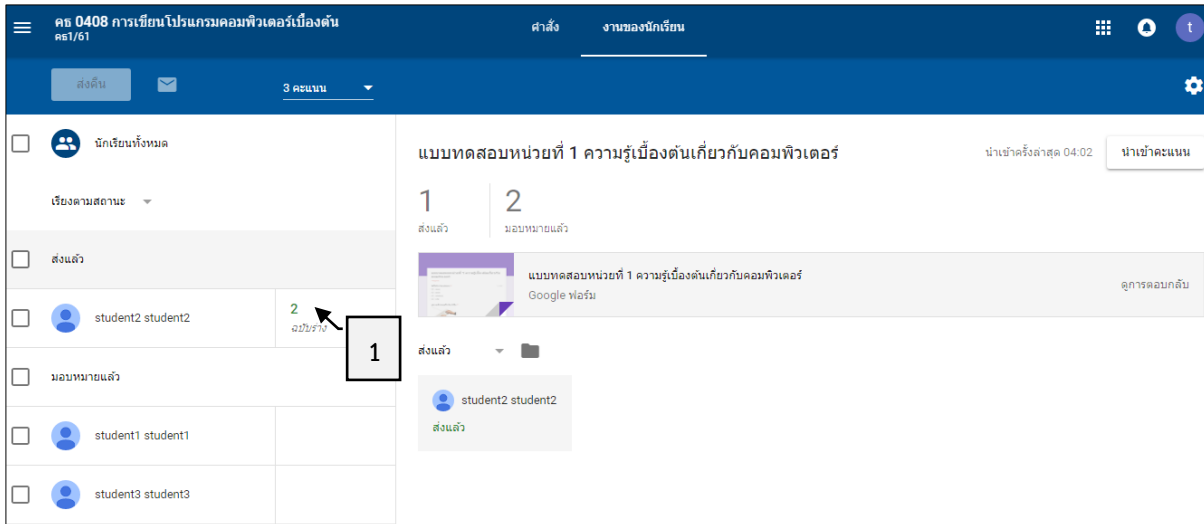 คธ 0408 การเขียนโปรแกรมคอมพิวเตอร์เบื้องต้น
คธ1/61
คำสั่ง
งานของนักเรียน
t
ส่งคืน
3 คะแนน
นักเรียนทั้งหมด
เรียงตามสถานะ
ส่งแล้ว
student2 student2
2
ฉบับร่าง
1
มอบหมายแล้ว
student1 student1
student3 student3
แบบทดสอบหน่วยที่ 1 ความรู้เบื้องต้นเกี่ยวกับคอมพิวเตอร์
นำเข้าครั้งล่าสุด 04:02
นำเข้าคะแนน
1
2
ส่งแล้ว
มอบหมายแล้ว
แบบทดสอบหน่วยที่ 1 ความรู้เบื้องต้นเกี่ยวกับคอมพิวเตอร์
Google ฟอร์ม
ดูการตอบกลับ
ส่งแล้ว
student2 student2
ส่งแล้ว